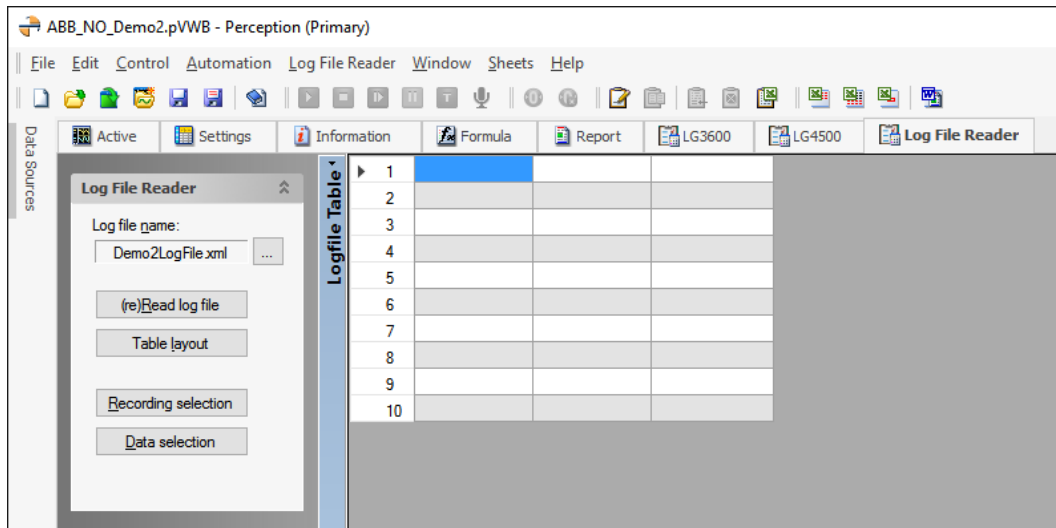 ABB_NO_Demo2.pVWB - Perception (Primary)
File Edit Control Automation Log File Reader Window Sheets Help
Data Sources
Active Settings Information Formula Report LG3600 LG4500 Log File Reader
Log File Reader
Log file name:
Demo2LogFile.xml ...
(re)Read log file
Table layout
Recording selection
Data selection
Logfile Table
1
2
3
4
5
6
7
8
9
10